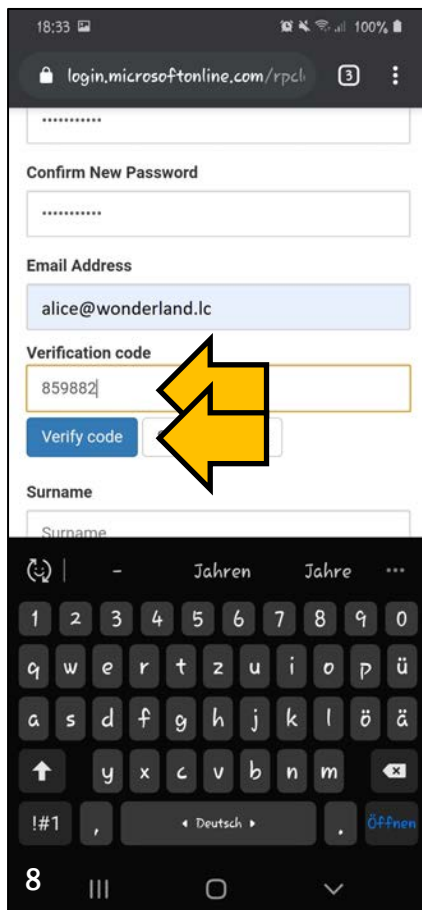 18:33 100%
login.microsoftonline.com/rpcl 3
Confirm New Password
Email Address
alice@wonderland.lc
Verification code
859882
Verify code
Surname
Surname
- Jahren Jahre ...
1 2 3 4 5 6 7 8 9 0
q w e r t z u i o p ü
a s d f g h j k l ö ä
y x c v b n m
!#1 , Deutsch . Öffnen
8